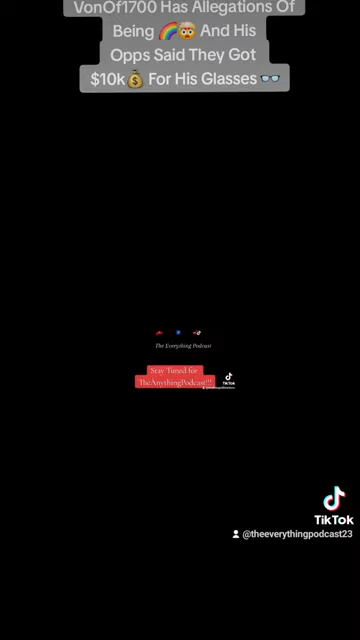 VonOf1700 Has Allegations Of
Being 🌈🤯 And His
Opps Said They Got
$10k💰 For His Glasses 👓
The Everything Podcast
Stay Tuned for
TheAnythingPodcast!!!
TikTok
TikTok
@theeverythingpodcast23